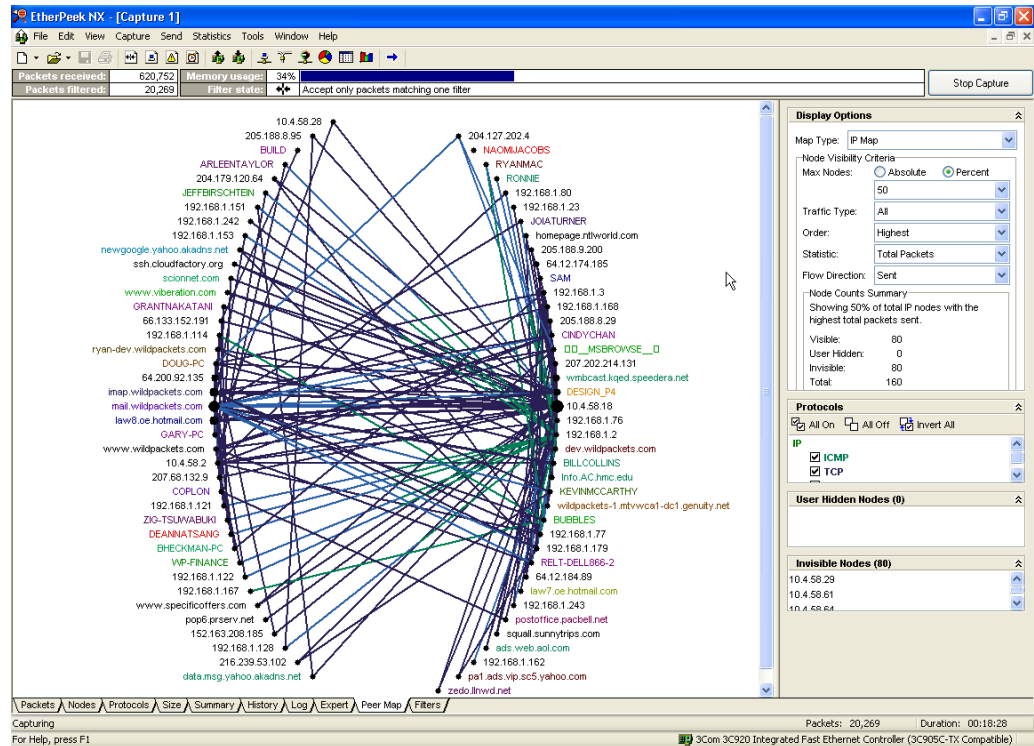 EtherPeek NX - [Capture 1]
File Edit View Capture Send Statistics Tools Window Help
Packets received: 620,752 Memory usage: 34%
Packets filtered: 20,269 Filter state: Accept only packets matching one filter
Stop Capture
10.4.58.28
205.188.8.95
BUILD
ARLEENTAYLOR
204.179.120.64
JEFFBIRSCHTEIN
192.168.1.151
192.168.1.242
192.168.1.153
newgoogle.yahoo.akadns.net
ssh.cloudfactory.org
scionnet.com
www.viberation.com
GRANTNAKATANI
66.133.152.191
192.168.1.114
ryan-dev.wildpackets.com
DOUG-PC
64.200.92.135
imap.wildpackets.com
mail.wildpackets.com
law8.oe.hotmail.com
GARY-PC
www.wildpackets.com
10.4.58.2
207.68.132.9
COPLON
192.168.1.121
ZIG-TSUWABUKI
DEANNATSANG
BHECKMAN-PC
WP-FINANCE
192.168.1.122
192.168.1.167
www.specificoffers.com
pop6.prserv.net
152.163.208.185
192.168.1.128
216.239.53.102
data.msg.yahoo.akadns.net
204.127.202.4
NAOMIJACOBS
RYANMAC
RONNIE
192.168.1.80
192.168.1.23
JOIATURNER
homepage.ntlworld.com
205.188.9.200
64.12.174.185
SAM
192.168.1.3
192.168.1.168
205.188.8.29
CINDYCHAN
__MSBROWSE__
207.202.214.131
wmbcast.kqed.speedera.net
DESIGN_P4
10.4.58.18
192.168.1.76
192.168.1.2
dev.wildpackets.com
BILLCOLLINS
Info.AC.hmc.edu
KEVINMCCARTHY
wildpackets-1.mtvwca1-dc1.genuity.net
BUBBLES
192.168.1.77
192.168.1.179
RELT-DELL866-2
64.12.184.89
law7.oe.hotmail.com
192.168.1.243
postoffice.pacbell.net
squall.sunnytrips.com
ads.web.aol.com
192.168.1.162
pa1.ads.vip.sc5.yahoo.com
zedo.llnwd.net
Display Options
Map Type: IP Map
Node Visibility Criteria
Max Nodes: Absolute Percent
50
Traffic Type: All
Order: Highest
Statistic: Total Packets
Flow Direction: Sent
Node Counts Summary
Showing 50% of total IP nodes with the
highest total packets sent.
Visible: 80
User Hidden: 0
Invisible: 80
Total: 160
Protocols
All On All Off Invert All
IP
ICMP
TCP
User Hidden Nodes (0)
Invisible Nodes (80)
10.4.58.29
10.4.58.61
10.4.58.64
Packets Nodes Protocols Size Summary History Log Expert Peer Map Filters
Capturing
Packets: 20,269 Duration: 00:18:28
For Help, press F1
3Com 3C920 Integrated Fast Ethernet Controller (3C905C-TX Compatible)